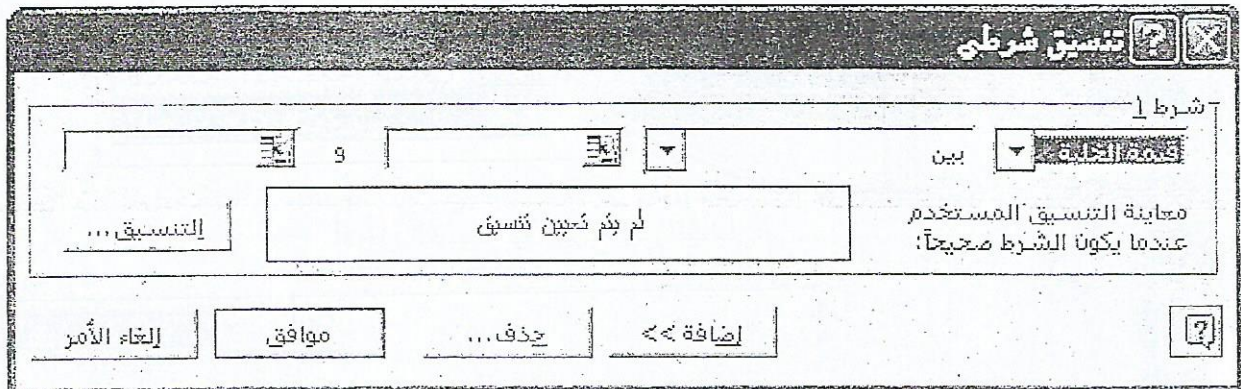 تنسيق شرطي
شرط 1
قيمة الخلية بين و
معاينة التنسيق المستخدم
عندما يكون الشرط صحيحاً:
لم يتم تعيين تنسيق
التنسيق...
إضافة >>
حذف...
موافق
إلغاء الأمر